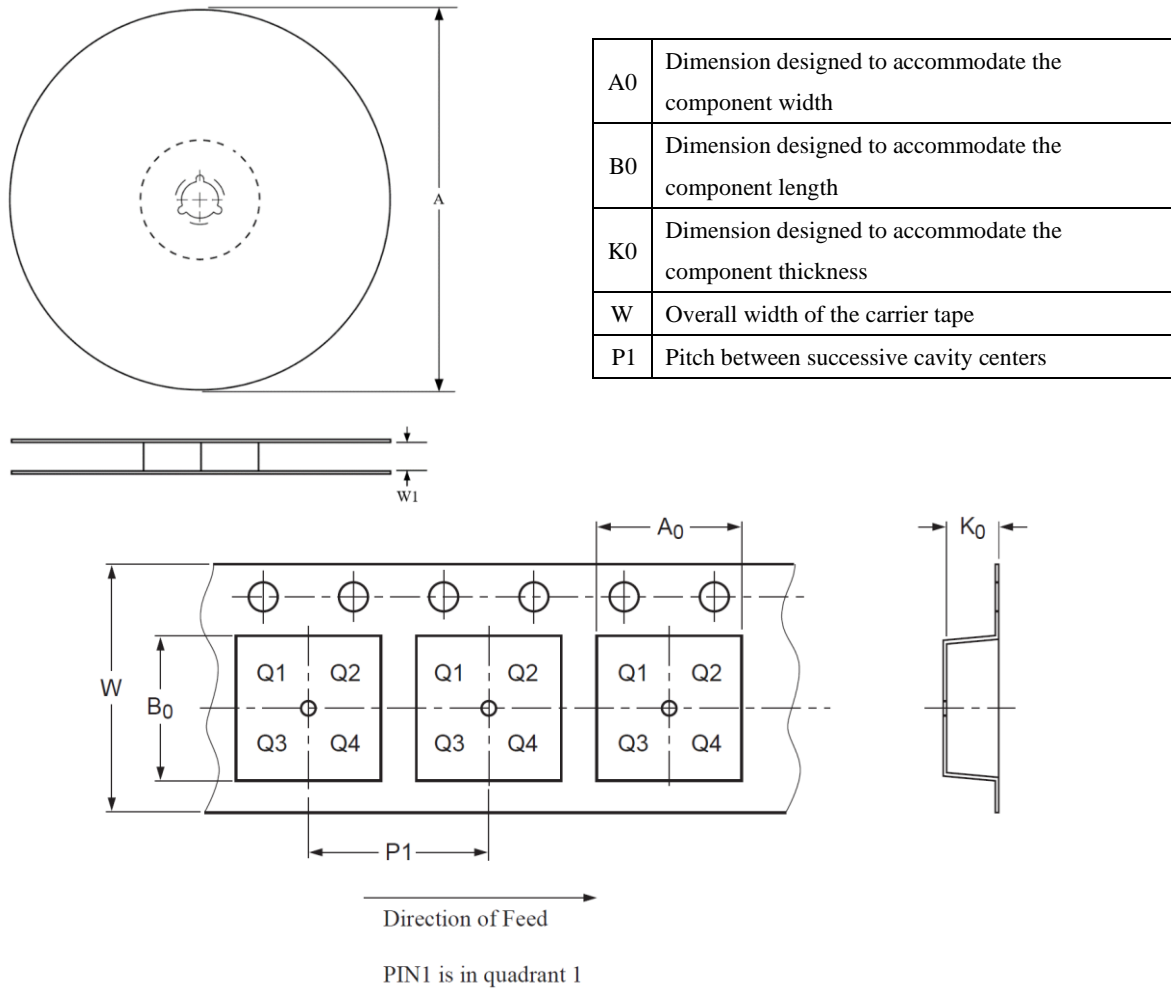 A
A0 Dimension designed to accommodate the
component width
B0 Dimension designed to accommodate the
component length
K0 Dimension designed to accommodate the
component thickness
W Overall width of the carrier tape
P1 Pitch between successive cavity centers
W1
A0
K0
W
B0
Q1 Q2 Q1 Q2 Q1 Q2
Q3 Q4 Q3 Q4 Q3 Q4
P1
Direction of Feed
PIN1 is in quadrant 1